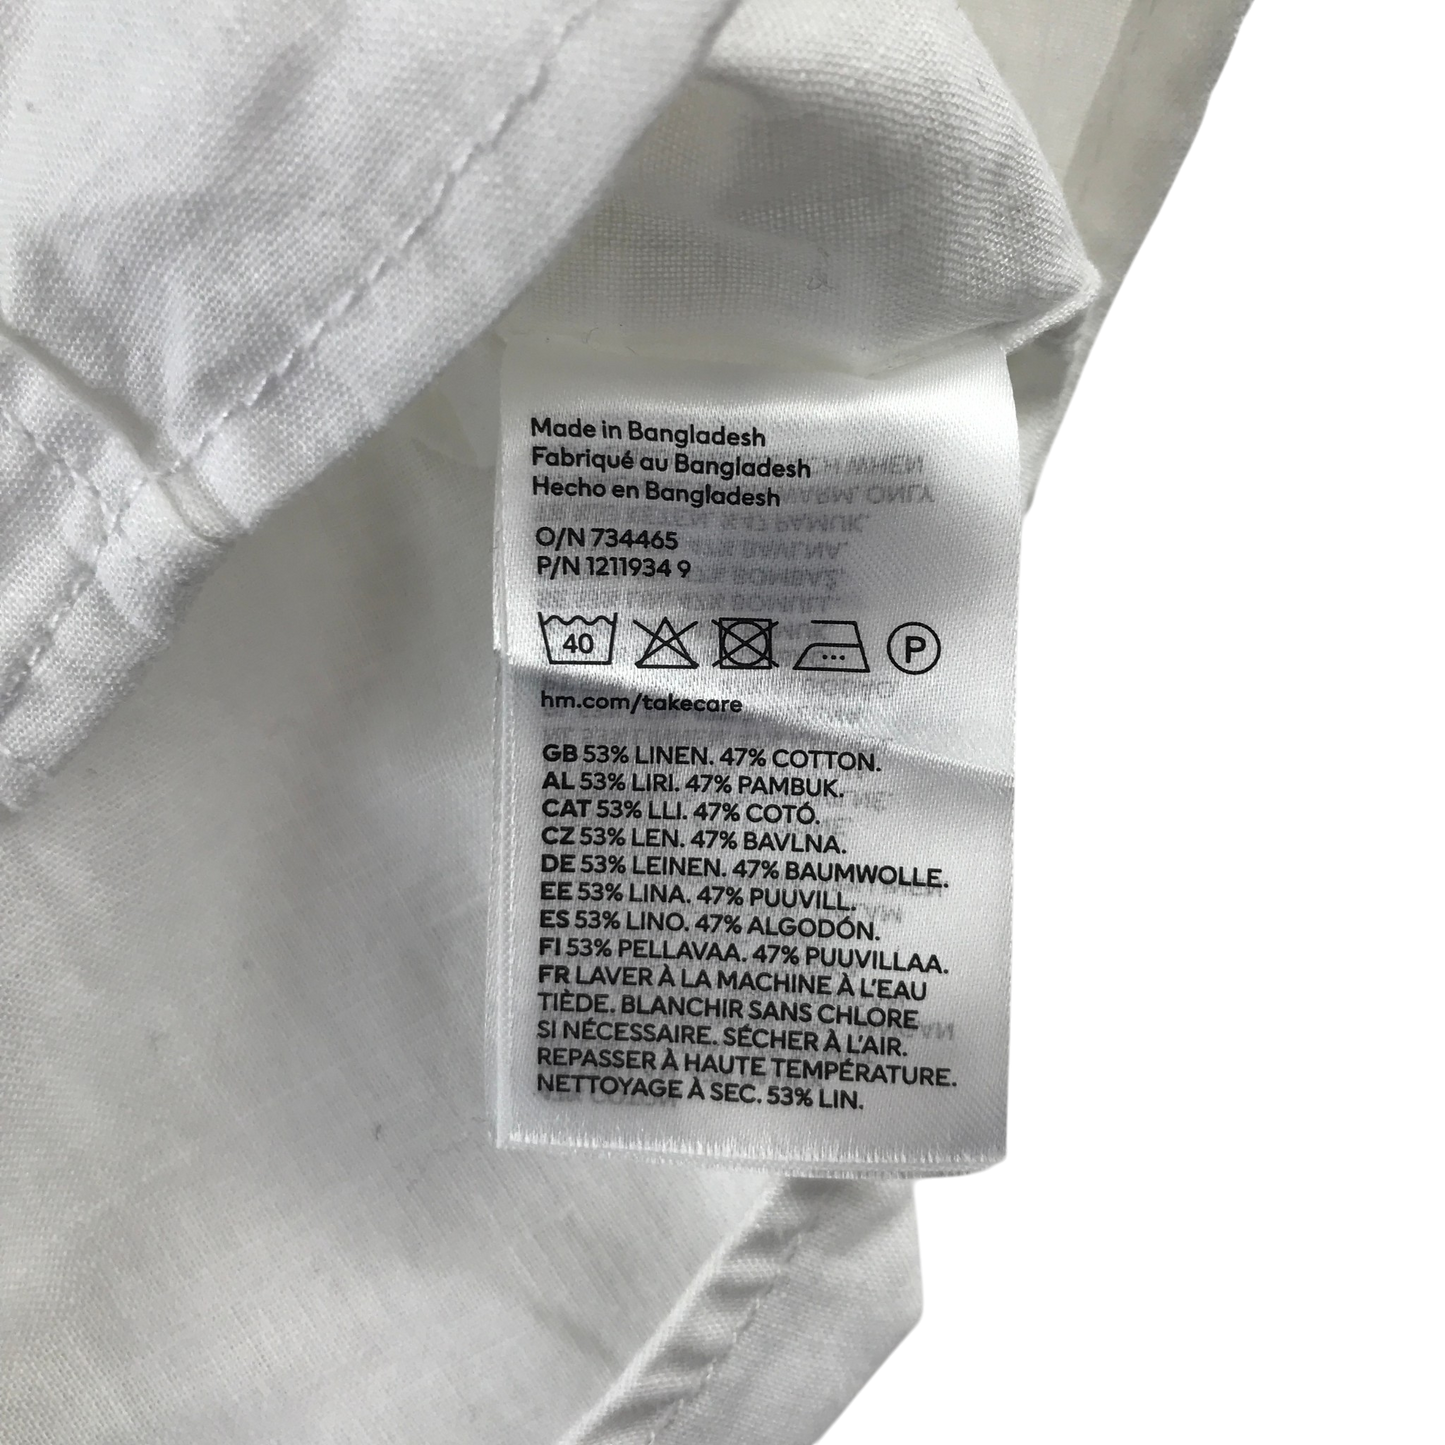 Made in Bangladesh
Fabriqué au Bangladesh
Hecho en Bangladesh
O/N 734465
P/N 1211934 9
40 P
hm.com/takecare
GB 53% LINEN. 47% COTTON.
AL 53% LIRI. 47% PAMBUK.
CAT 53% LLI. 47% COTÓ.
CZ 53% LEN. 47% BAVLNA.
DE 53% LEINEN. 47% BAUMWOLLE.
EE 53% LINA. 47% PUUVILL.
ES 53% LINO. 47% ALGODÓN.
FI 53% PELLAVAA. 47% PUUVILLAA.
FR LAVER À LA MACHINE À L'EAU
TIÈDE. BLANCHIR SANS CHLORE
SI NÉCESSAIRE. SÉCHER À L'AIR.
REPASSER À HAUTE TEMPÉRATURE.
NETTOYAGE À SEC. 53% LIN.